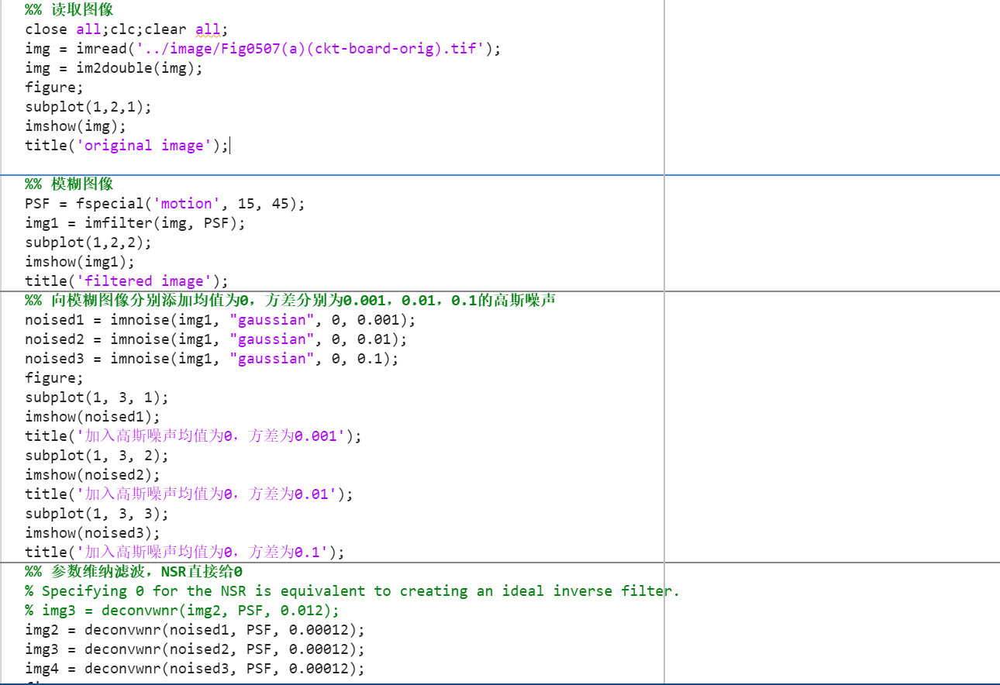 %% 读取图像
close all;clc;clear all;
img = imread('../image/Fig0507(a)(ckt-board-orig).tif');
img = im2double(img);
figure;
subplot(1,2,1);
imshow(img);
title('original image');
%% 模糊图像
PSF = fspecial('motion', 15, 45);
img1 = imfilter(img, PSF);
subplot(1,2,2);
imshow(img1);
title('filtered image');
%% 向模糊图像分别添加均值为0，方差分别为0.001，0.01，0.1的高斯噪声
noised1 = imnoise(img1, "gaussian", 0, 0.001);
noised2 = imnoise(img1, "gaussian", 0, 0.01);
noised3 = imnoise(img1, "gaussian", 0, 0.1);
figure;
subplot(1, 3, 1);
imshow(noised1);
title('加入高斯噪声均值为0，方差为0.001');
subplot(1, 3, 2);
imshow(noised2);
title('加入高斯噪声均值为0，方差为0.01');
subplot(1, 3, 3);
imshow(noised3);
title('加入高斯噪声均值为0，方差为0.1');
%% 参数维纳滤波，NSR直接给0
% Specifying 0 for the NSR is equivalent to creating an ideal inverse filter.
% img3 = deconvwnr(img2, PSF, 0.012);
img2 = deconvwnr(noised1, PSF, 0.00012);
img3 = deconvwnr(noised2, PSF, 0.00012);
img4 = deconvwnr(noised3, PSF, 0.00012);